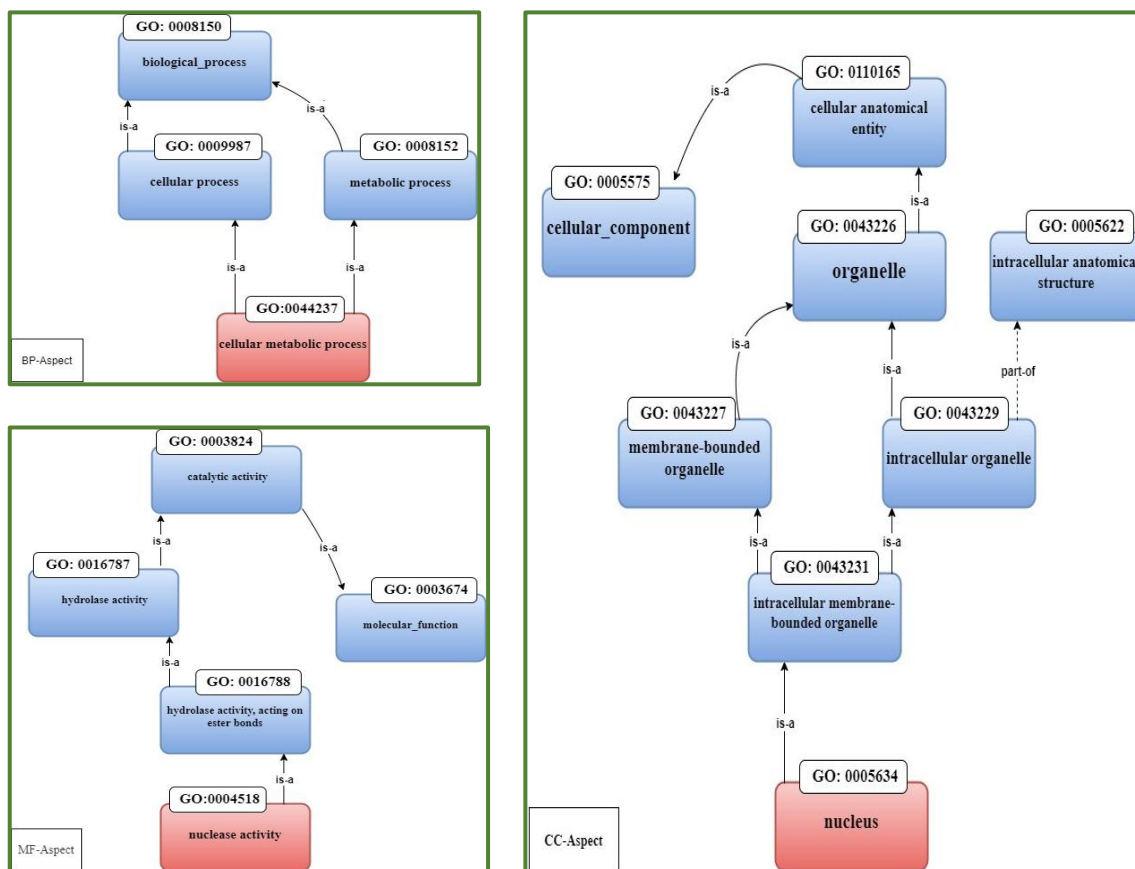 GO: 0008150
biological_process
is-a
is-a
GO: 0009987
cellular process
GO: 0008152
metabolic process
is-a
is-a
GO:0044237
cellular metabolic process
BP-Aspect
GO: 0003824
catalytic activity
is-a
is-a
GO: 0016787
hydrolase activity
GO: 0003674
molecular_function
is-a
GO: 0016788
hydrolase activity, acting on
ester bonds
is-a
GO:0004518
nuclease activity
MF-Aspect
GO: 0110165
cellular anatomical
entity
is-a
GO: 0005575
cellular_component
is-a
GO: 0043226
organelle
GO: 0005622
intracellular anatomica
structure
is-a
is-a
part-of
GO: 0043227
membrane-bounded
organelle
GO: 0043229
intracellular organelle
is-a
is-a
GO: 0043231
intracellular membrane-
bounded organelle
is-a
GO: 0005634
nucleus
CC-Aspect